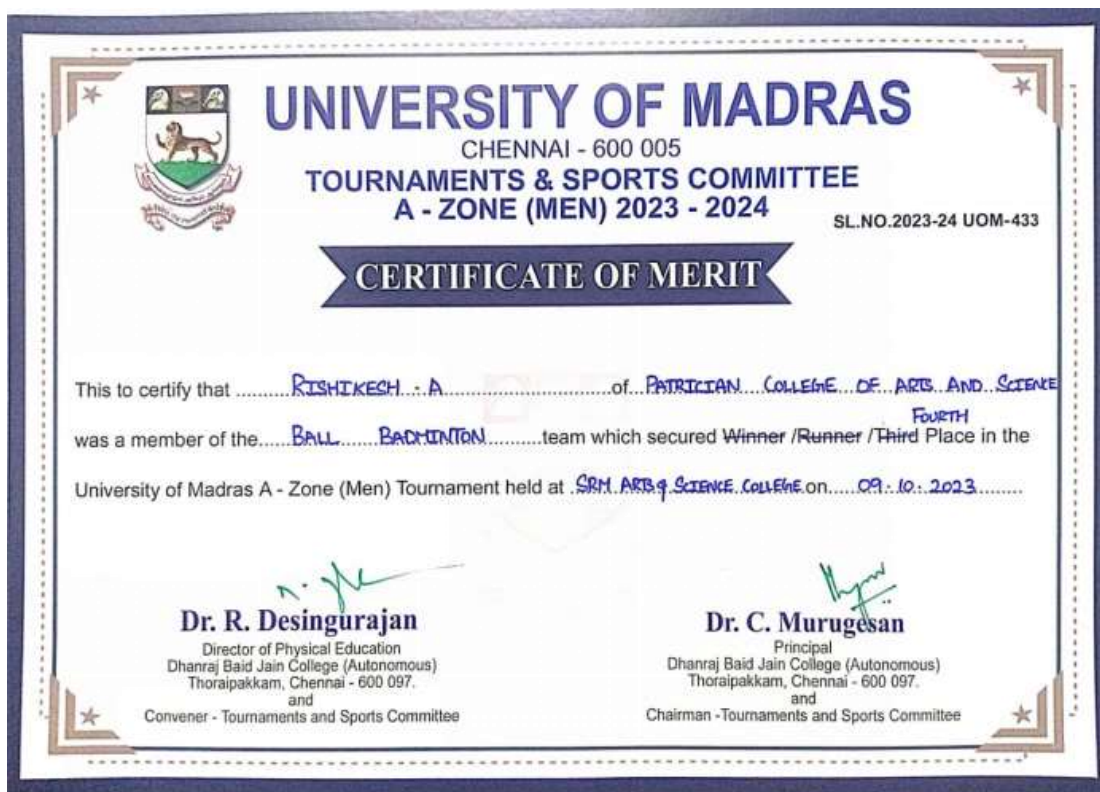 UNIVERSITY OF MADRAS
CHENNAI - 600 005
TOURNAMENTS & SPORTS COMMITTEE
A - ZONE (MEN) 2023 - 2024
SL.NO.2023-24 UOM-433
CERTIFICATE OF MERIT
This to certify that ..........RISHIKESH . A..............................of...PATRICIAN COLLEGE OF ARTS AND SCIENCE
FOURTH
was a member of the......BALL BADMINTON..........team which secured Winner /Runner /Third Place in the
University of Madras A - Zone (Men) Tournament held at .SRM ARTS & SCIENCE COLLEGE on.....09.10.2023.........
Dr. R. Desingurajan
Director of Physical Education
Dhanraj Baid Jain College (Autonomous)
Thoraipakkam, Chennai - 600 097.
and
Convener - Tournaments and Sports Committee
Dr. C. Murugesan
Principal
Dhanraj Baid Jain College (Autonomous)
Thoraipakkam, Chennai - 600 097.
and
Chairman -Tournaments and Sports Committee